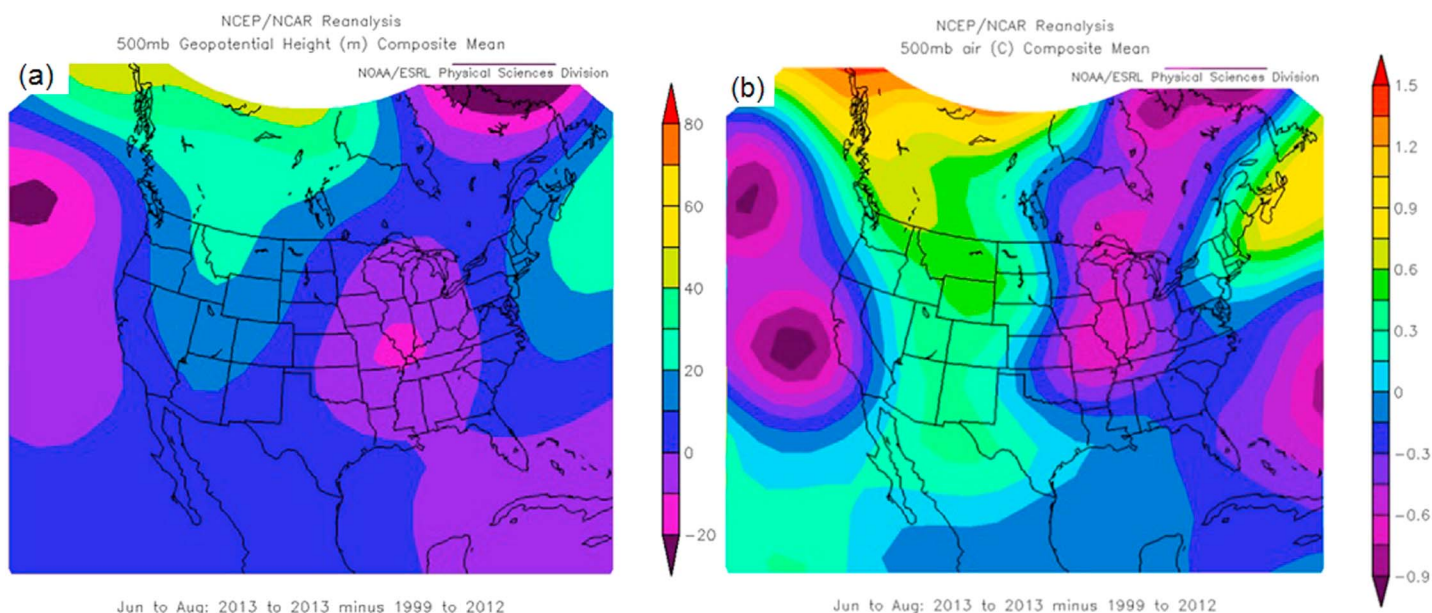 NCEP/NCAR Reanalysis
500mb Geopotential Height (m) Composite Mean
(a)
NOAA/ESRL Physical Sciences Division
80
60
40
20
0
-20
Jun to Aug: 2013 to 2013 minus 1999 to 2012
NCEP/NCAR Reanalysis
500mb air (C) Composite Mean
(b)
NOAA/ESRL Physical Sciences Division
1.5
1.2
0.9
0.6
0.3
0
-0.3
-0.6
-0.9
Jun to Aug: 2013 to 2013 minus 1999 to 2012